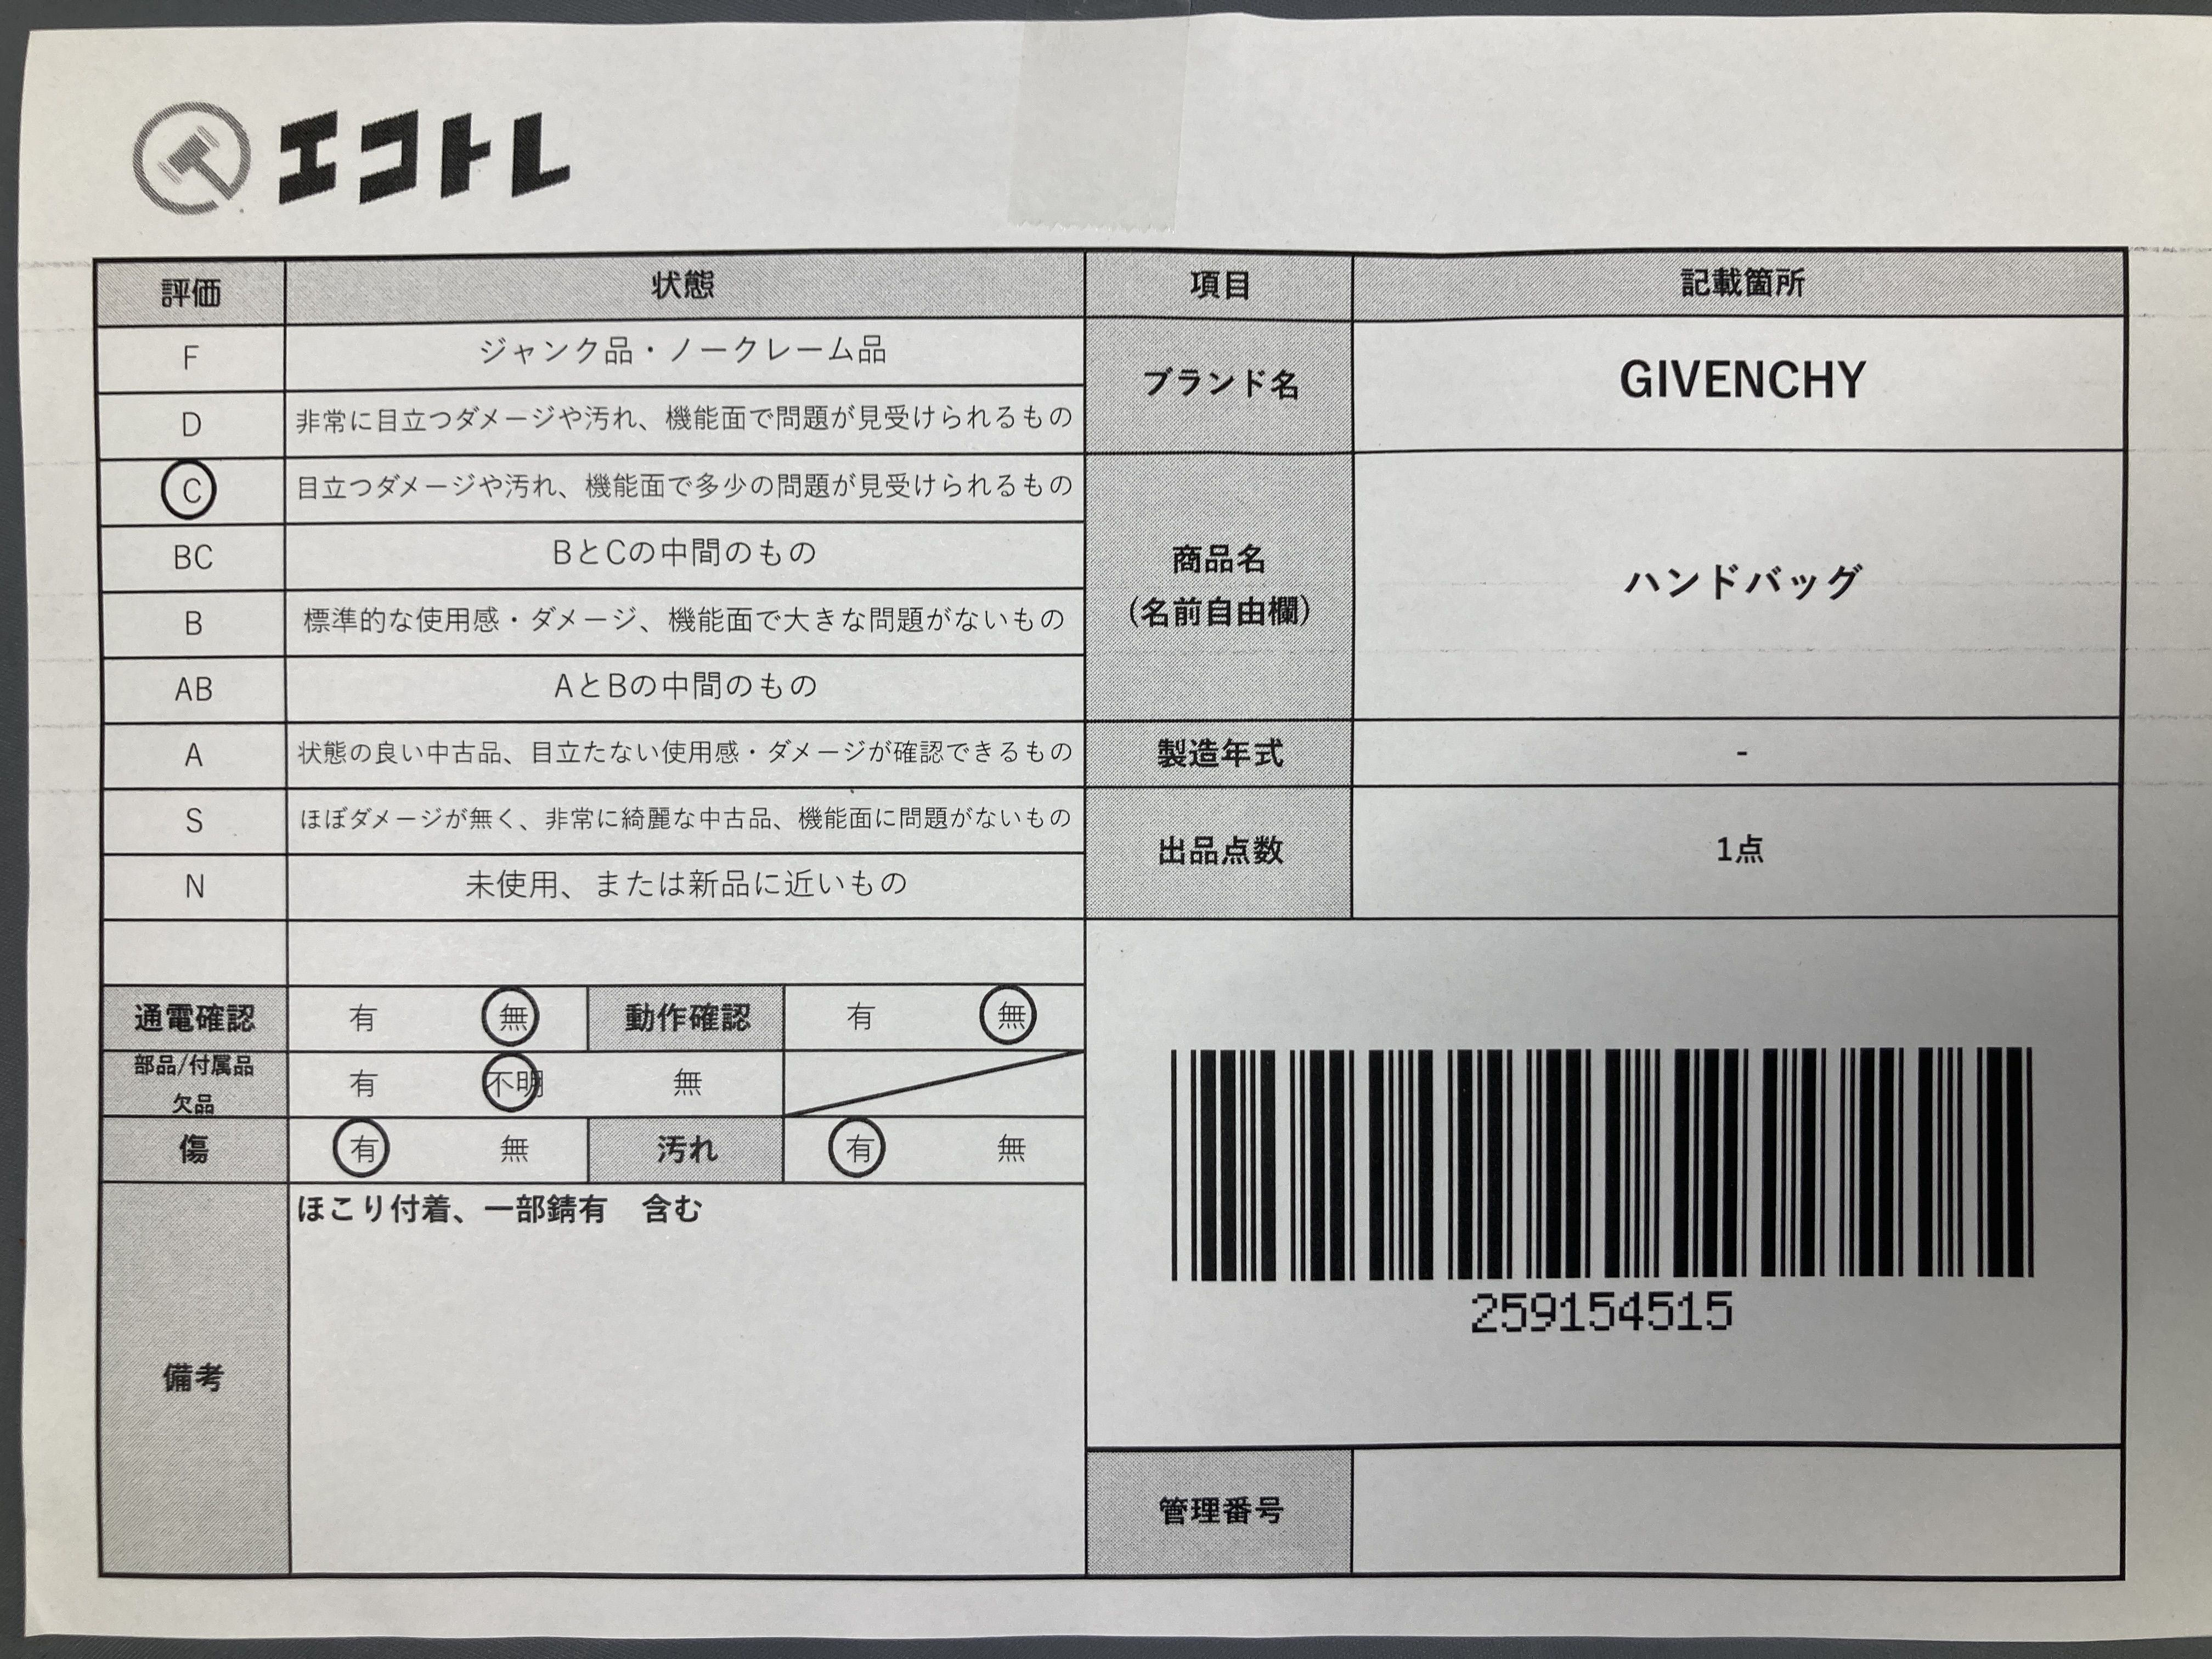 エコトレ
評価 状態 項目 記載箇所
F ジャンク品・ノークレーム品
D 非常に目立つダメージや汚れ、機能面で問題が見受けられるもの
C 目立つダメージや汚れ、機能面で多少の問題が見受けられるもの
BC BとCの中間のもの
B 標準的な使用感・ダメージ、機能面で大きな問題がないもの
AB AとBの中間のもの
A 状態の良い中古品、目立たない使用感・ダメージが確認できるもの
S ほぼダメージが無く、非常に綺麗な中古品、機能面に問題がないもの
N 未使用、または新品に近いもの
ブランド名 GIVENCHY
商品名
(名前自由欄)
ハンドバッグ
製造年式 -
出品点数 1点
通電確認 有 無 動作確認 有 無
部品/付属品
欠品
有 不明 無
傷 有 無 汚れ 有 無
備考
ほこり付着、一部錆有 含む
259154515
管理番号